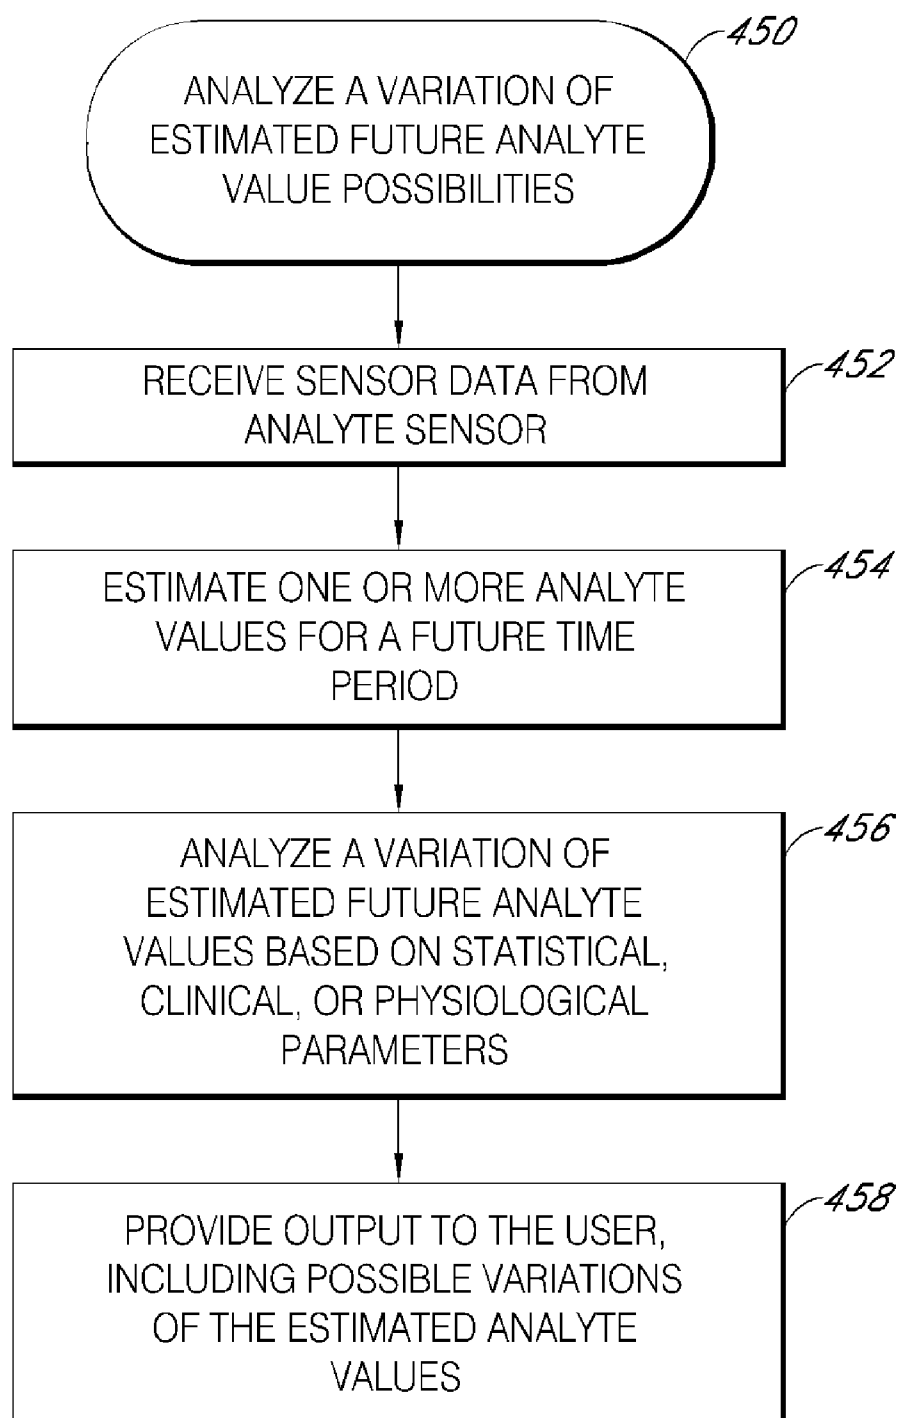 450
ANALYZE A VARIATION OF
ESTIMATED FUTURE ANALYTE
VALUE POSSIBILITIES
452
RECEIVE SENSOR DATA FROM
ANALYTE SENSOR
454
ESTIMATE ONE OR MORE ANALYTE
VALUES FOR A FUTURE TIME
PERIOD
456
ANALYZE A VARIATION OF
ESTIMATED FUTURE ANALYTE
VALUES BASED ON STATISTICAL,
CLINICAL, OR PHYSIOLOGICAL
PARAMETERS
458
PROVIDE OUTPUT TO THE USER,
INCLUDING POSSIBLE VARIATIONS
OF THE ESTIMATED ANALYTE
VALUES